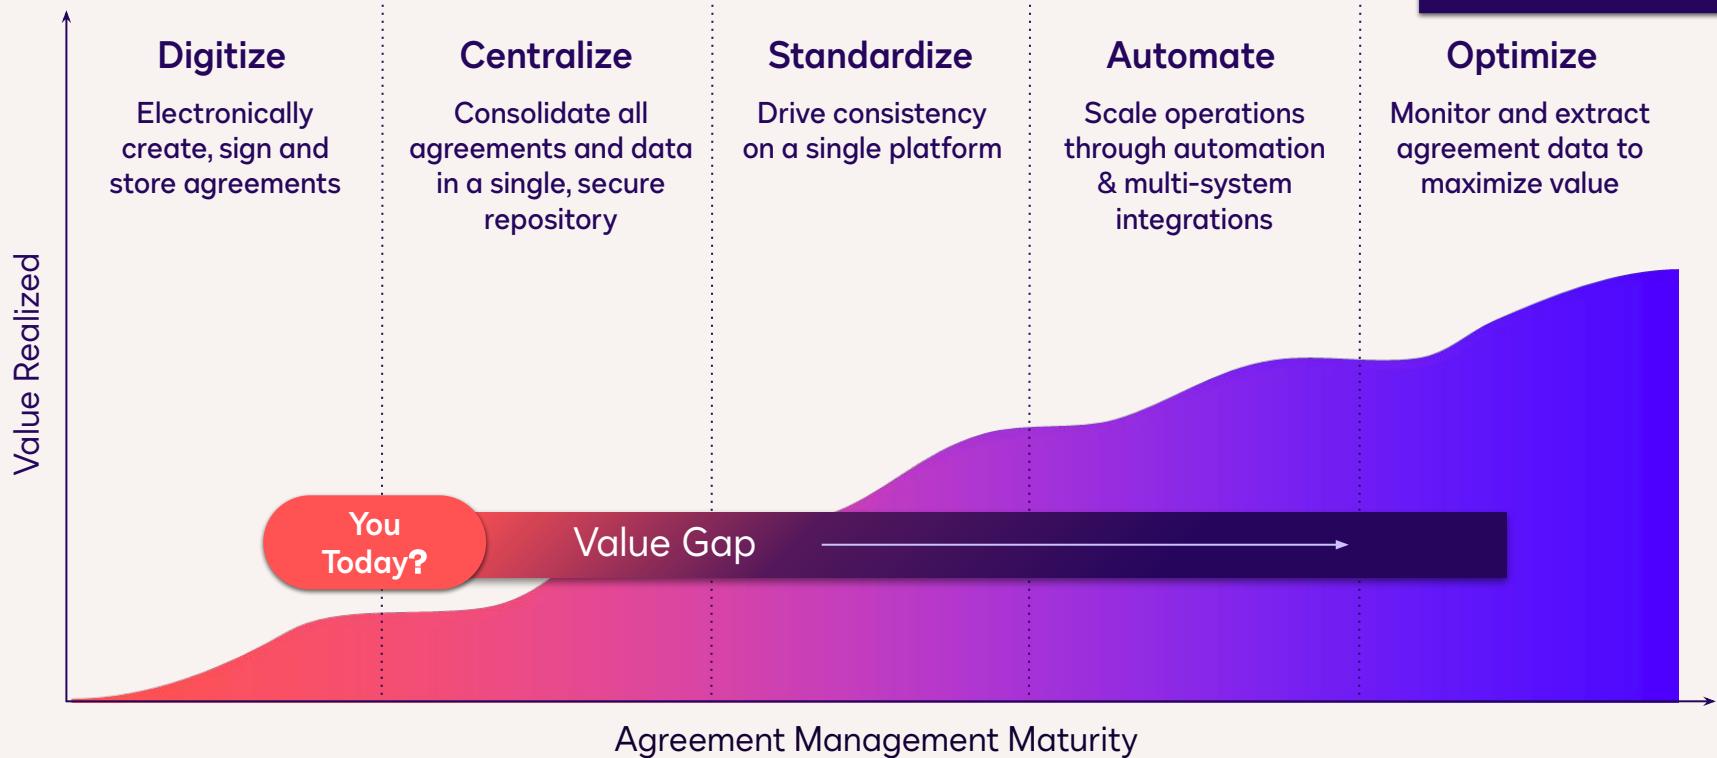 Digitize
Electronically
create, sign and
store agreements
Centralize
Consolidate all
agreements and data
in a single, secure
repository
Standardize
Drive consistency
on a single platform
Automate
Scale operations
through automation
& multi-system
integrations
Optimize
Monitor and extract
agreement data to
maximize value
Value Realized
You
Today?
Value Gap
Agreement Management Maturity